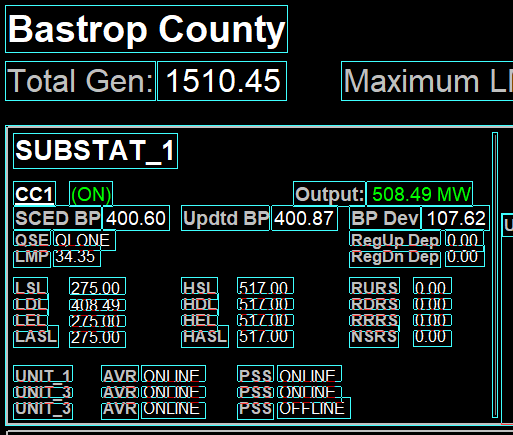 Bastrop County
Total Gen: 1510.45 Maximum
SUBSTAT_1
CC1 (ON) Output: 508.49 MW
SCED BP 400.60 Updtd BP 400.87 BP Dev 107.62
QSE QLONE RegUp Dep 0.00
LMP 34.35 RegDn Dep 0.00
LSL 275.00 HSL 517.00 RURS 0.00
LDL 408.49 HDL 517.00 RDRS 0.00
LEL 275.00 HEL 517.00 RRRS 0.00
LASL 275.00 HASL 517.00 NSRS 0.00
UNIT_1 AVR ONLINE PSS ONLINE
UNIT_3 AVR ONLINE PSS ONLINE
UNIT_3 AVR ONLINE PSS OFFLINE